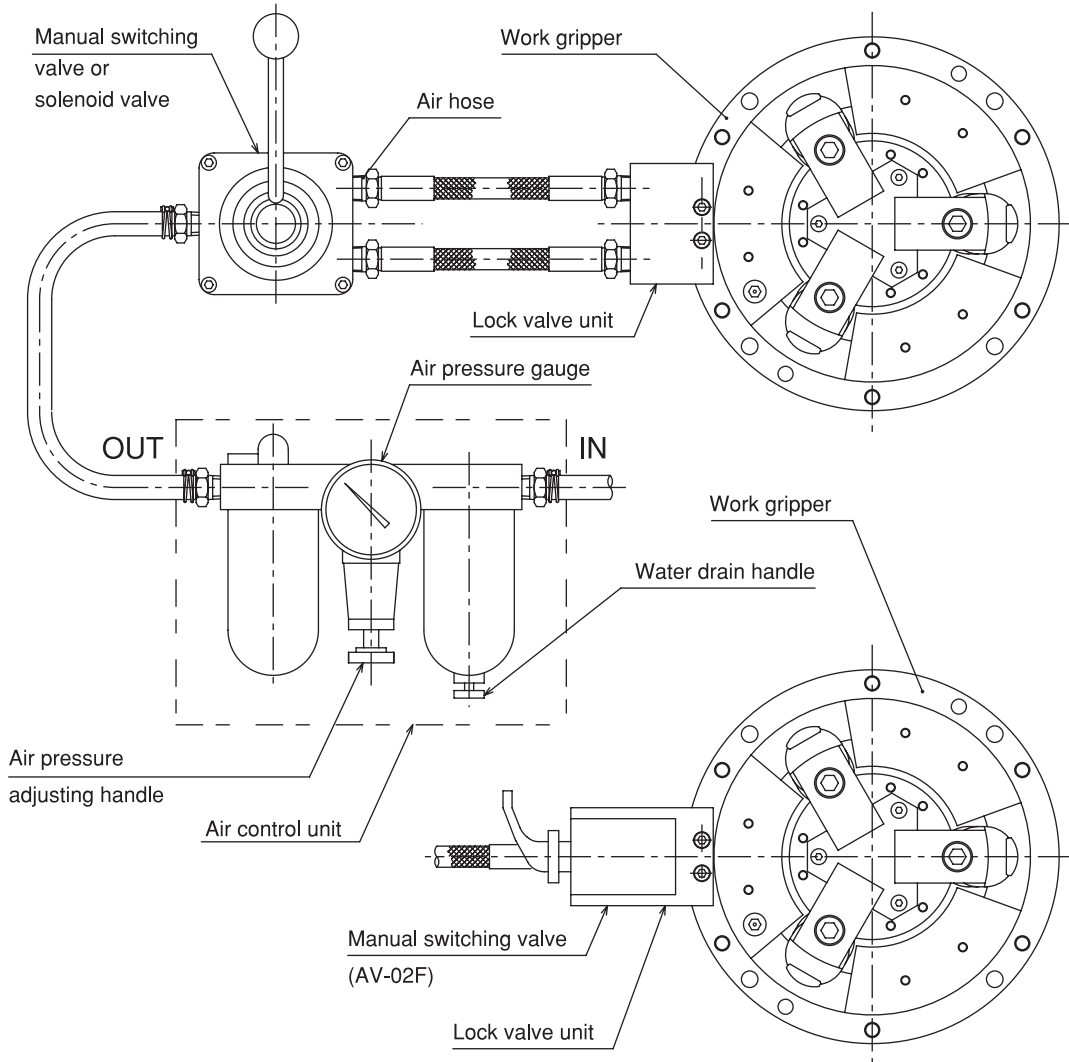 Manual switching
valve or
solenoid valve
Work gripper
Air hose
Lock valve unit
Air pressure gauge
OUT
IN
Work gripper
Water drain handle
Air pressure
adjusting handle
Air control unit
Manual switching valve
(AV-02F)
Lock valve unit